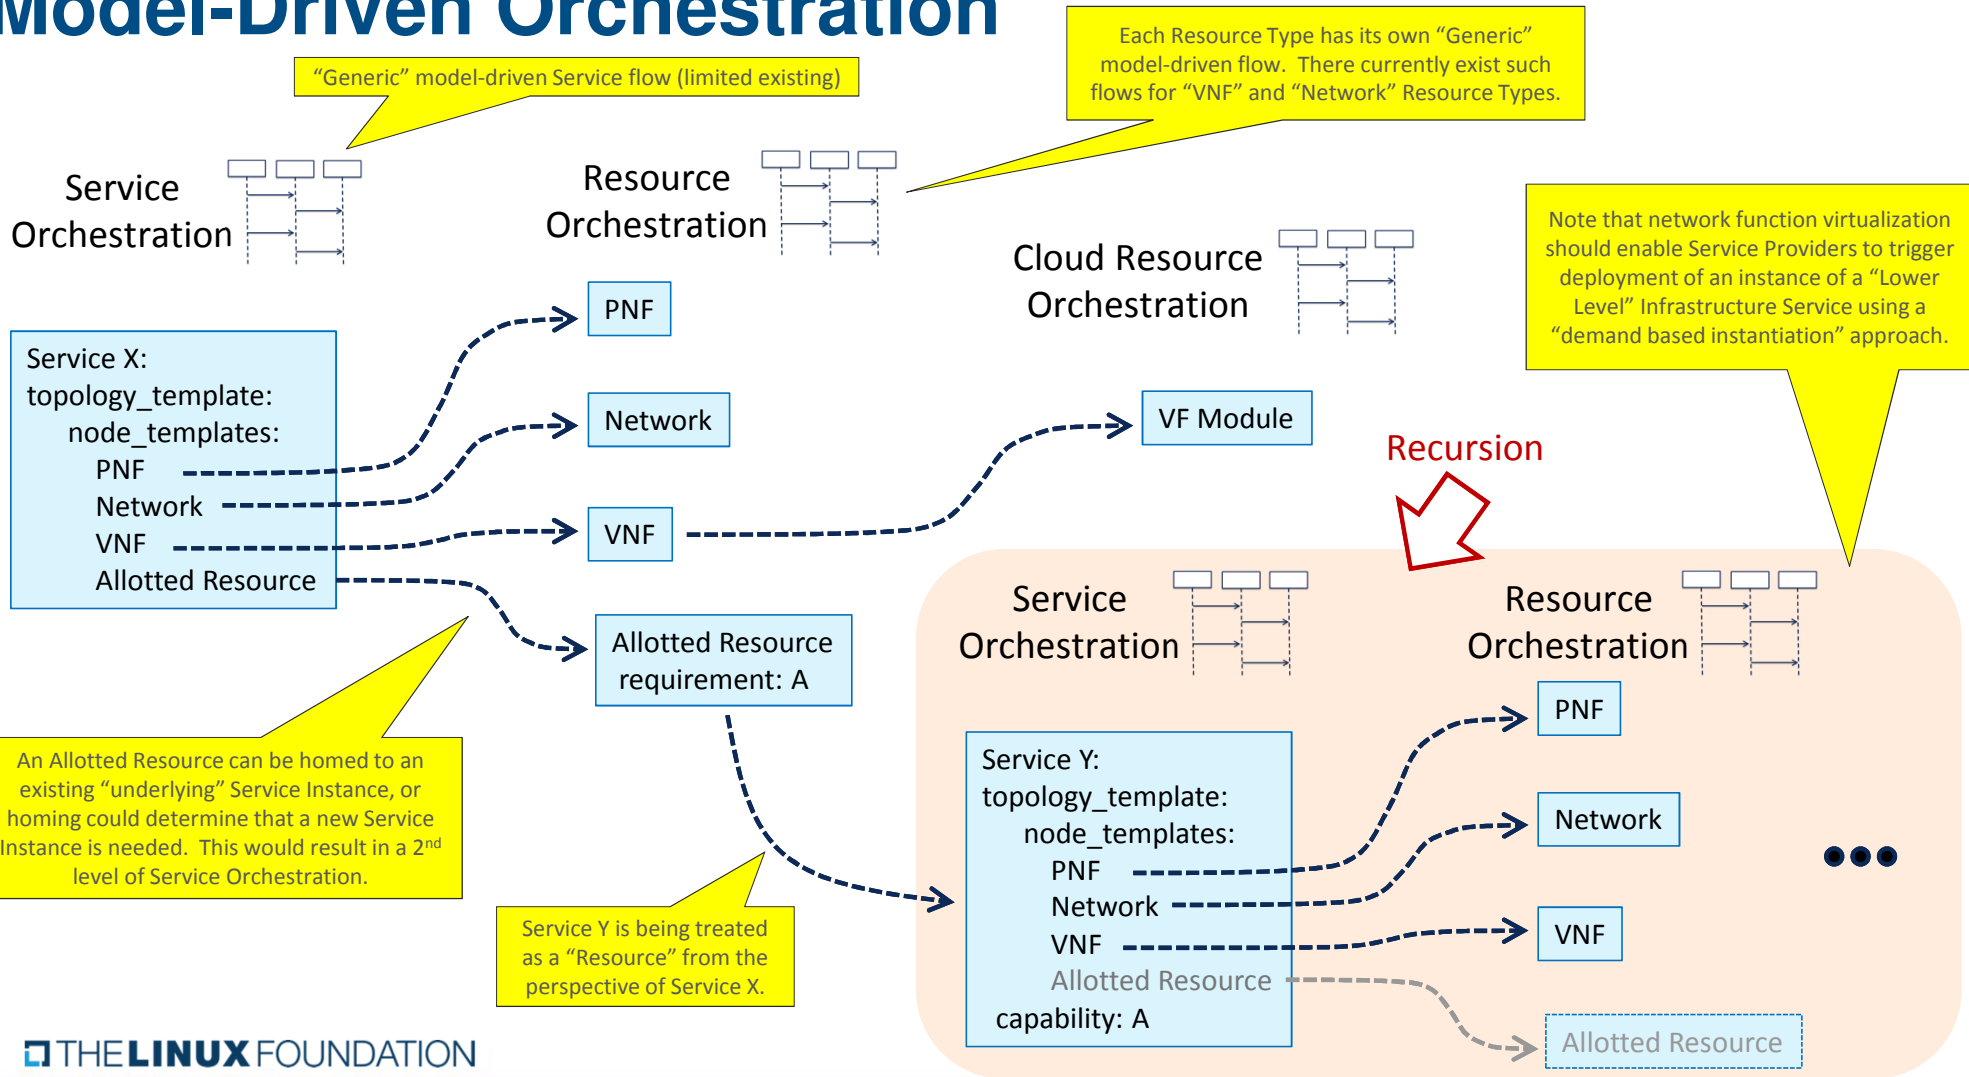 Model-Driven Orchestration
“Generic” model-driven Service flow (limited existing)
Each Resource Type has its own “Generic”
model-driven flow. There currently exist such
flows for “VNF” and “Network” Resource Types.
Service
Orchestration
Resource
Orchestration
Cloud Resource
Orchestration
Note that network function virtualization
should enable Service Providers to trigger
deployment of an instance of a “Lower
Level” Infrastructure Service using a
“demand based instantiation” approach.
Service X:
topology_template:
node_templates:
PNF
Network
VNF
Allotted Resource
PNF
Network
VNF
VF Module
Allotted Resource
requirement: A
Recursion
An Allotted Resource can be homed to an
existing “underlying” Service Instance, or
homing could determine that a new Service
Instance is needed. This would result in a 2nd
level of Service Orchestration.
Service Y is being treated
as a “Resource” from the
perspective of Service X.
Service
Orchestration
Resource
Orchestration
Service Y:
topology_template:
node_templates:
PNF
Network
VNF
Allotted Resource
capability: A
PNF
Network
VNF
Allotted Resource
THE LINUX FOUNDATION